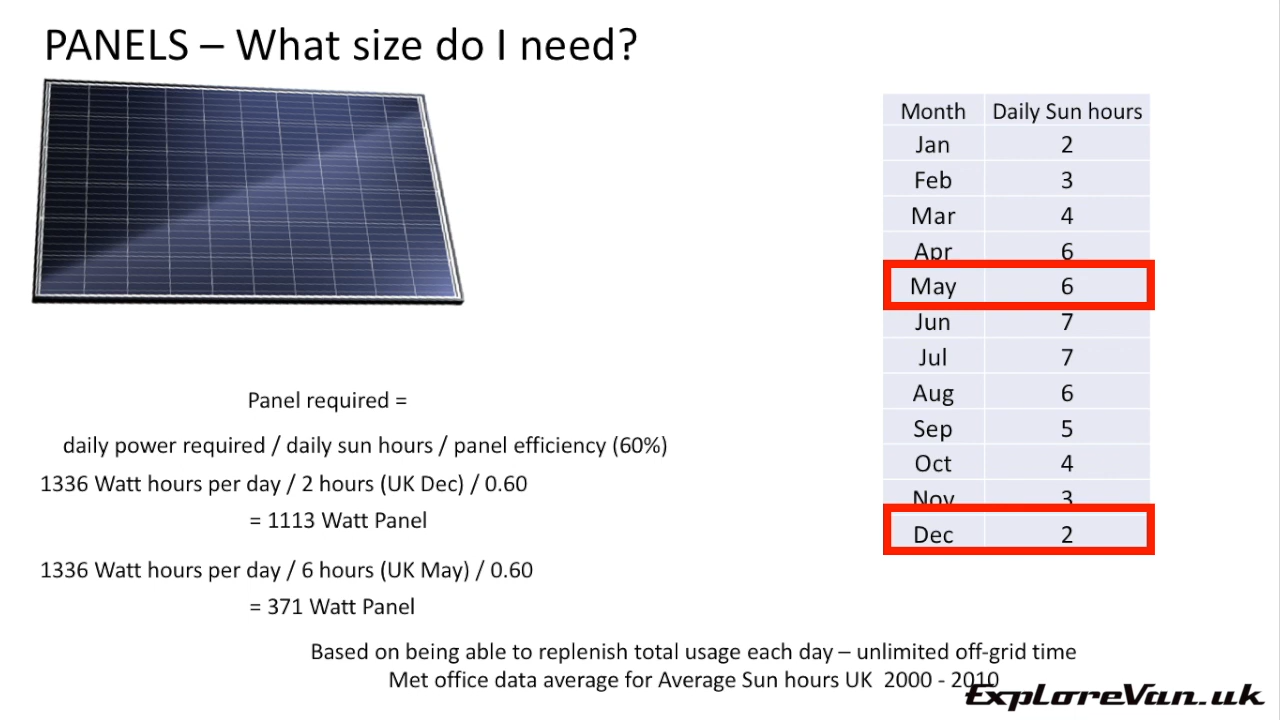 PANELS – What size do I need?
Month Daily Sun hours
Jan 2
Feb 3
Mar 4
Apr 6
May 6
Jun 7
Jul 7
Aug 6
Sep 5
Oct 4
Nov 3
Dec 2
Panel required =
daily power required / daily sun hours / panel efficiency (60%)
1336 Watt hours per day / 2 hours (UK Dec) / 0.60
= 1113 Watt Panel
1336 Watt hours per day / 6 hours (UK May) / 0.60
= 371 Watt Panel
Based on being able to replenish total usage each day – unlimited off-grid time
Met office data average for Average Sun hours UK 2000 - 2010
ExploreVan.uk